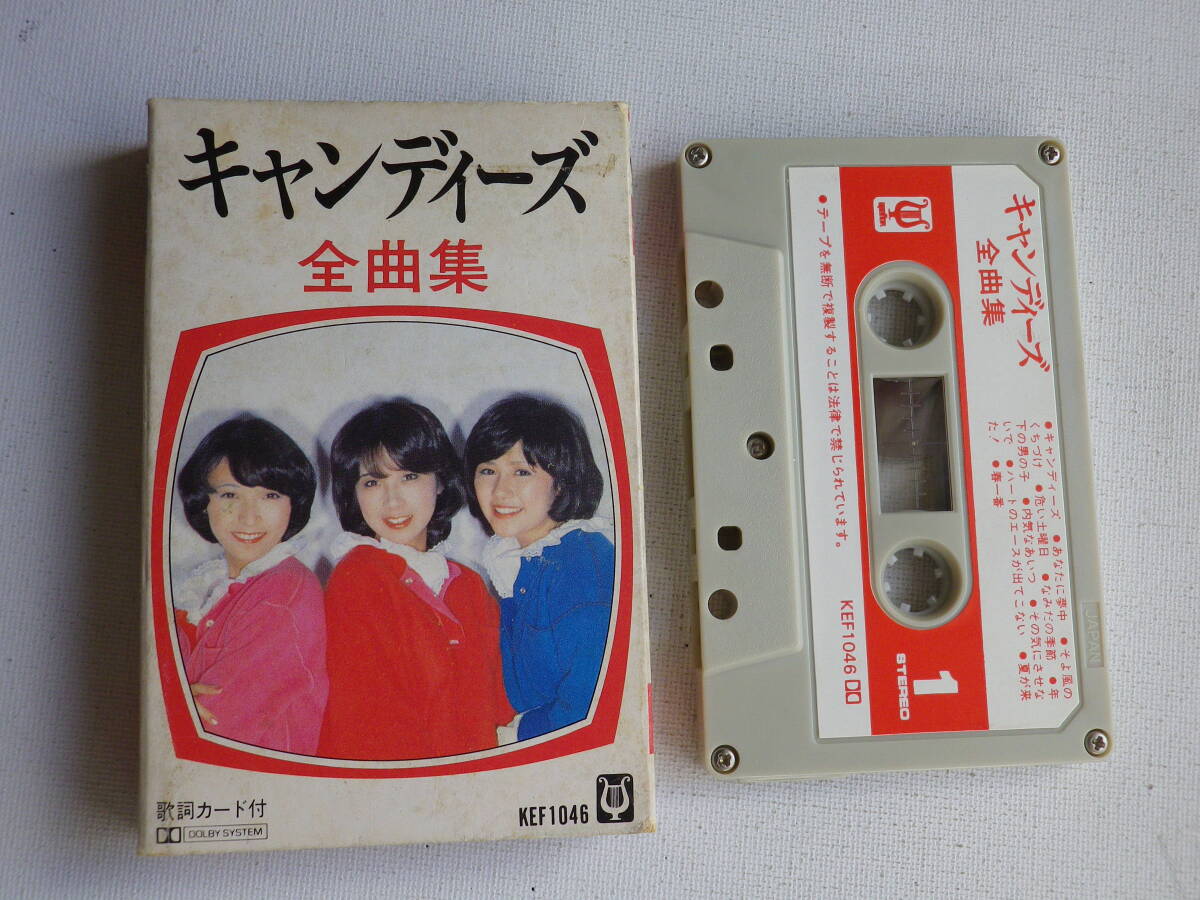 キャンディーズ
全曲集
歌詞カード付
DOLBY SYSTEM
KEF1046
キャンディーズ
全曲集
●キャンディーズ ●あなたに夢中 ●そよ風の
くちづけ ●危い土曜日 ●なみだの季節 ●年
下の男の子 ●内気なあいつ ●その気にさせな
いで ●ハートのエースが出てこない ●夏が来
た! ●春一番
1
STEREO
●テープを無断で複製することは法律で禁じられています。
KEF1046
JAPAN